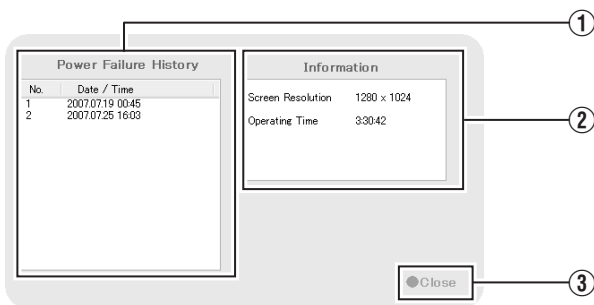 ①
Power Failure History
No. Date / Time
1 2007.07.19 00:45
2 2007.07.25 16:03
Information
Screen Resolution 1280 × 1024
Operating Time 3:30:42
②
Close
③